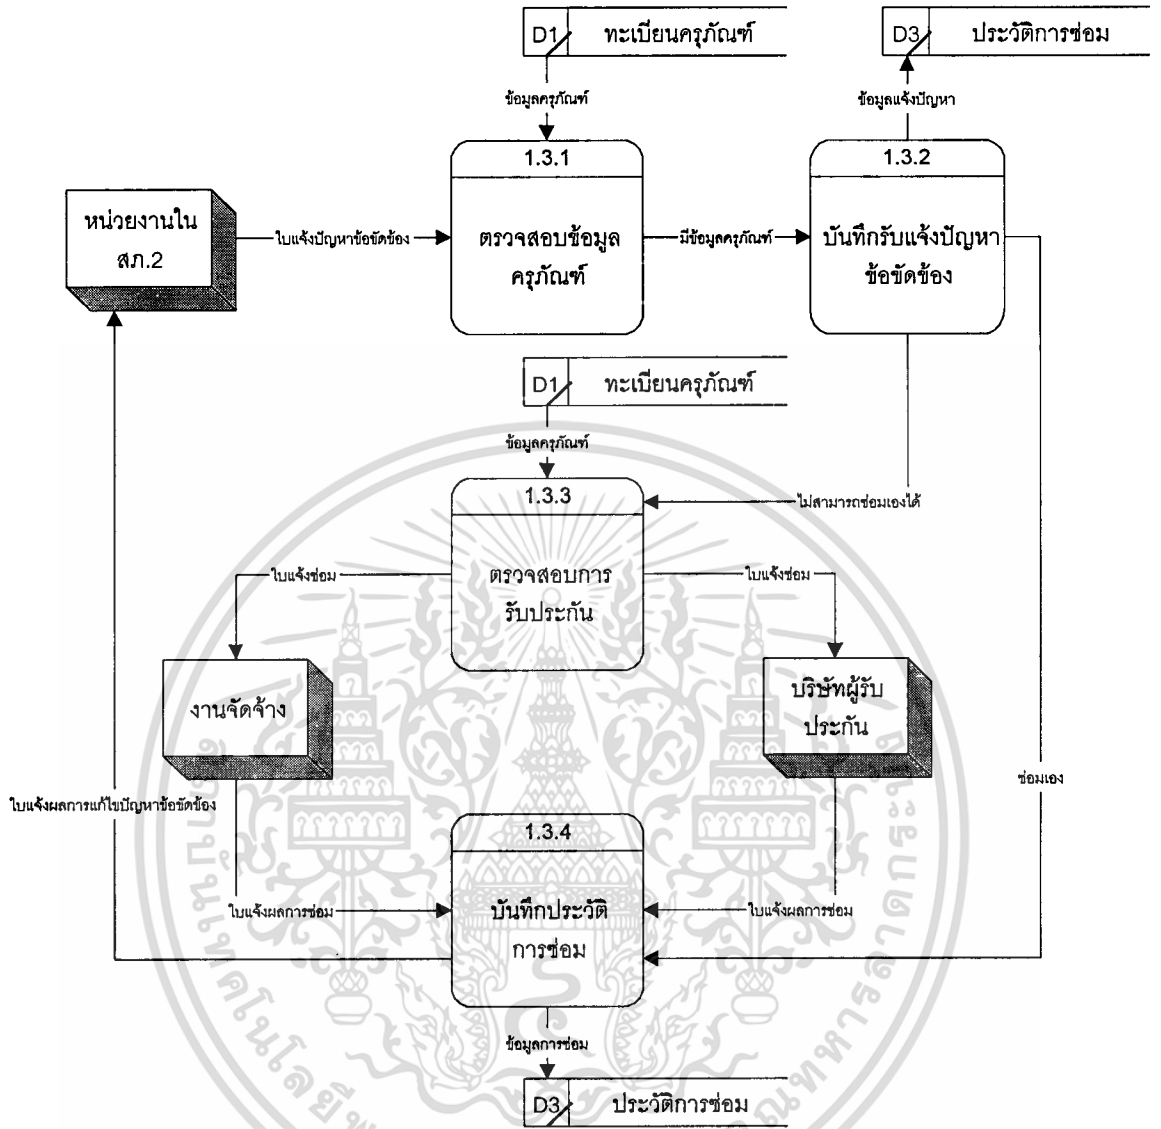 D1 ทะเบียนครุภัณฑ์
D3 ประวัติการซ่อม
ข้อมูลครุภัณฑ์
ข้อมูลแจ้งปัญหา
1.3.1
1.3.2
หน่วยงานใน
สภ.2
ใบแจ้งปัญหาข้อขัดข้อง
ตรวจสอบข้อมูล
ครุภัณฑ์
มีข้อมูลครุภัณฑ์
บันทึกรับแจ้งปัญหา
ข้อขัดข้อง
D1 ทะเบียนครุภัณฑ์
ข้อมูลครุภัณฑ์
1.3.3
ไม่สามารถซ่อมเองได้
ใบแจ้งซ่อม
ตรวจสอบการ
รับประกัน
ใบแจ้งซ่อม
งานจัดจ้าง
บริษัทผู้รับ
ประกัน
ซ่อมเอง
ใบแจ้งผลการแก้ไขปัญหาข้อขัดข้อง
1.3.4
ใบแจ้งผลการซ่อม
บันทึกประวัติ
การซ่อม
ใบแจ้งผลการซ่อม
ข้อมูลการซ่อม
D3 ประวัติการซ่อม